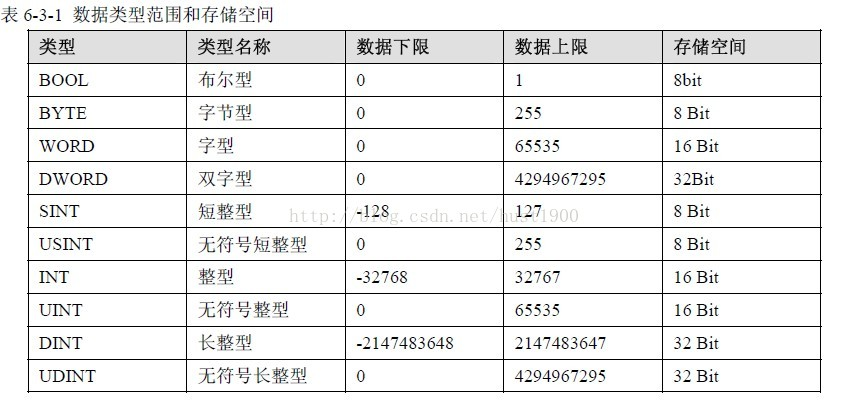 表 6-3-1 数据类型范围和存储空间
类型 类型名称 数据下限 数据上限 存储空间
BOOL 布尔型 0 1 8bit
BYTE 字节型 0 255 8 Bit
WORD 字型 0 65535 16 Bit
DWORD 双字型 0 4294967295 32Bit
SINT 短整型 -128 127 8 Bit
http://blog.csdn.net/hust1900
USINT 无符号短整型 0 255 8 Bit
INT 整型 -32768 32767 16 Bit
UINT 无符号整型 0 65535 16 Bit
DINT 长整型 -2147483648 2147483647 32 Bit
UDINT 无符号长整型 0 4294967295 32 Bit